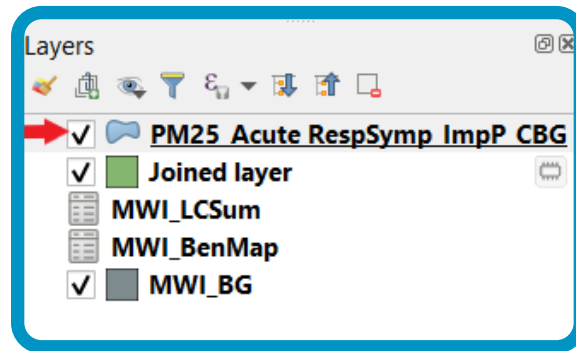 Layers
PM25_Acute RespSymp_ImpP_CBG
Joined layer
MWI_LCSum
MWI_BenMap
MWI_BG